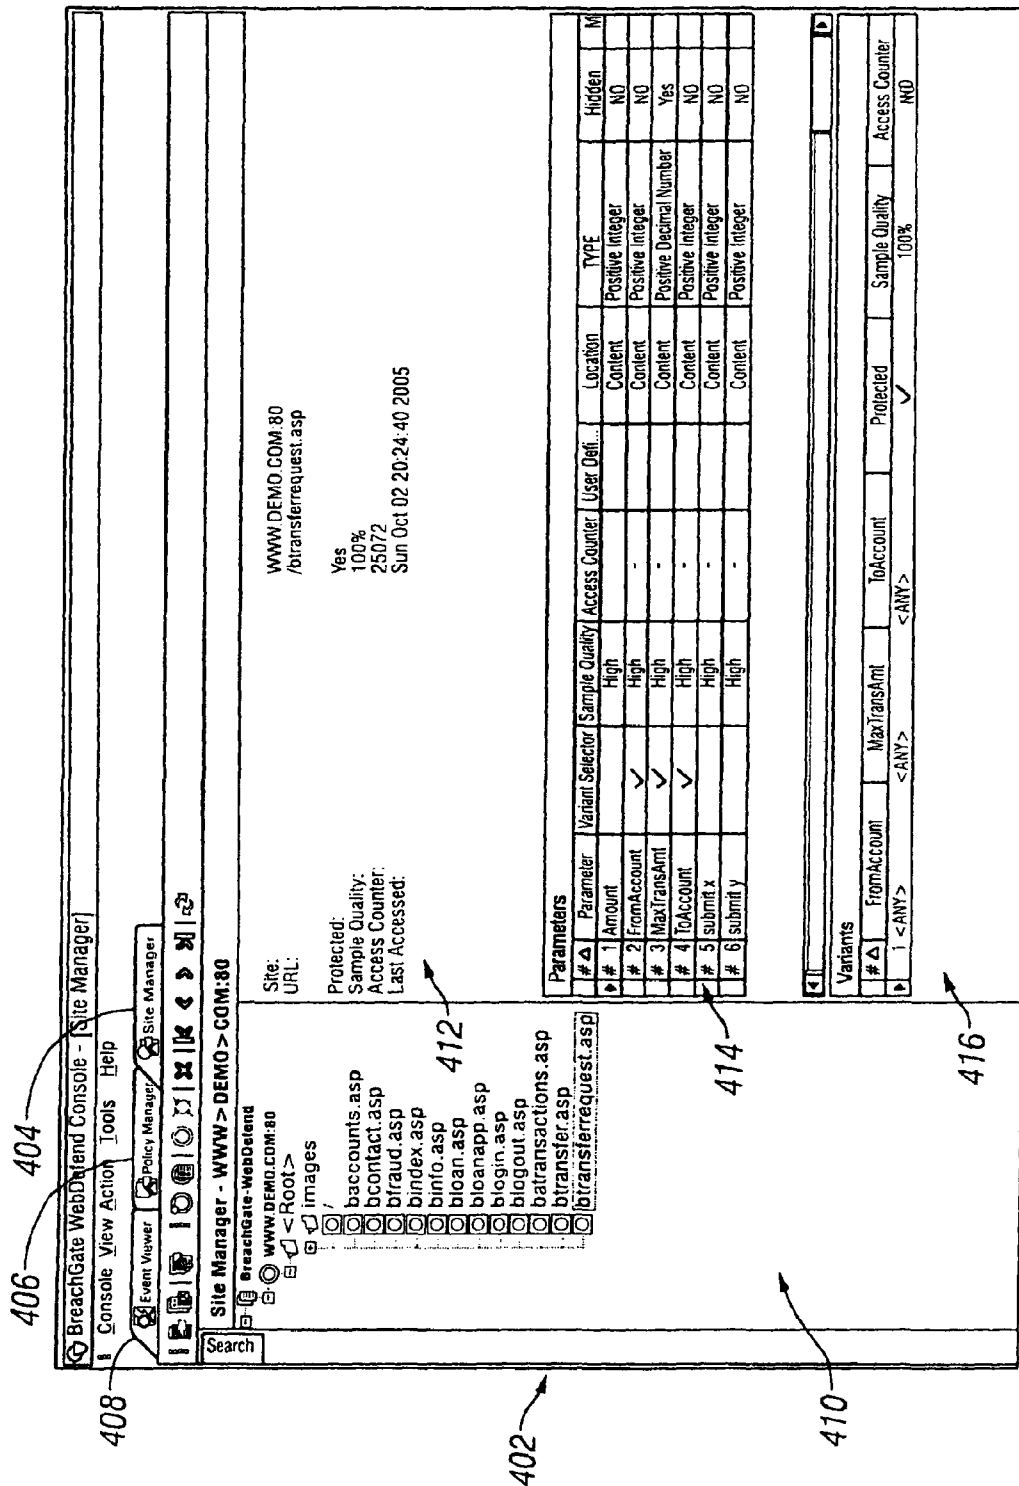 404
406
408
BreachGate WebDefend Console - [Site Manager]
Console View Action Tools Help
Event Viewer Policy Manager Site Manager
Site Manager - WWW>DEMO>COM:80
Search
BreachGate-WebDefend
WWW.DEMO.COM:80
<Root>
images
/
baccounts.asp
bcontact.asp
bfraud.asp
bindex.asp
binfo.asp
bloan.asp
bloanapp.asp
blogin.asp
blogout.asp
batransactions.asp
btransfer.asp
btransferrequest.asp
402
410
Site: WWW.DEMO.COM:80
URL: /btransferrequest.asp
Protected: Yes
Sample Quality: 100%
Access Counter: 25072
Last Accessed: Sun Oct 02 20:24:40 2005
412
Parameters
# Parameter Variant Selector Sample Quality Access Counter User Defi... Location TYPE Hidden M
# 1 Amount High Content Positive Integer NO
# 2 FromAccount ✓ High - Content Positive Integer NO
# 3 MaxTransAmt ✓ High - Content Positive Decimal Number Yes
# 4 ToAccount ✓ High - Content Positive Integer NO
# 5 submit.x High - Content Positive Integer NO
# 6 submit.y High - Content Positive Integer NO
414
Variants
# FromAccount MaxTransAmt ToAccount Protected Sample Quality Access Counter
1 <ANY> <ANY> <ANY> ✓ 100%
416